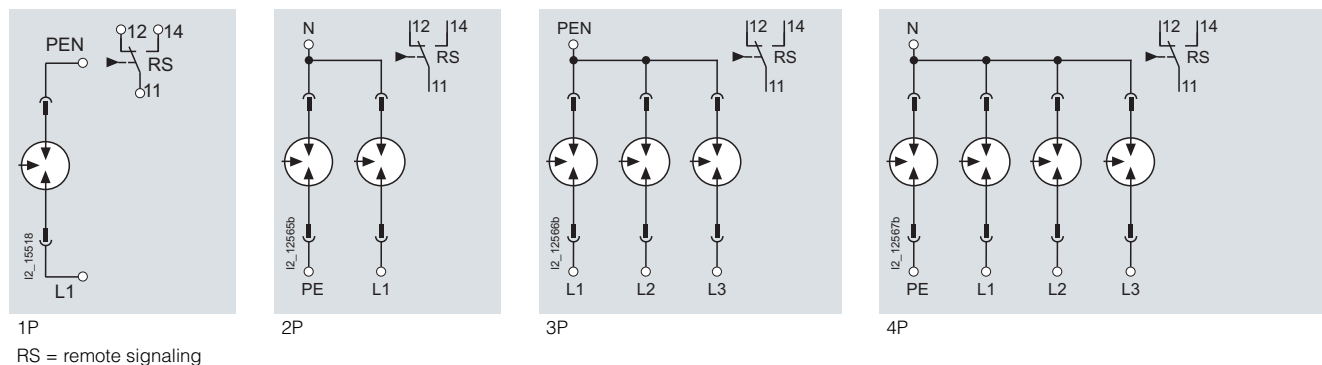 PEN
12
14
RS
11
I2_15518
L1
1P
RS = remote signaling
N
12
14
RS
11
I2_12565b
PE
L1
2P
PEN
12
14
RS
11
I2_12566b
L1
L2
L3
3P
N
12
14
RS
11
I2_12567b
PE
L1
L2
L3
4P